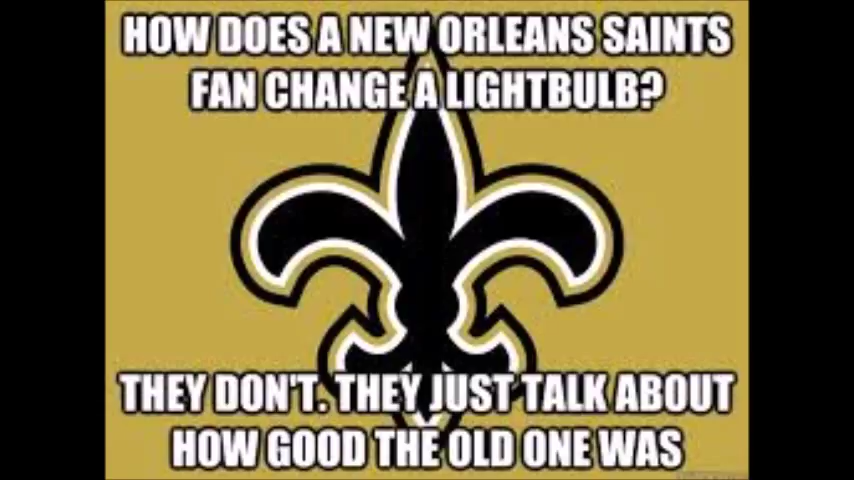 HOW DOES A NEW ORLEANS SAINTS
FAN CHANGE A LIGHTBULB?
THEY DON'T. THEY JUST TALK ABOUT
HOW GOOD THE OLD ONE WAS